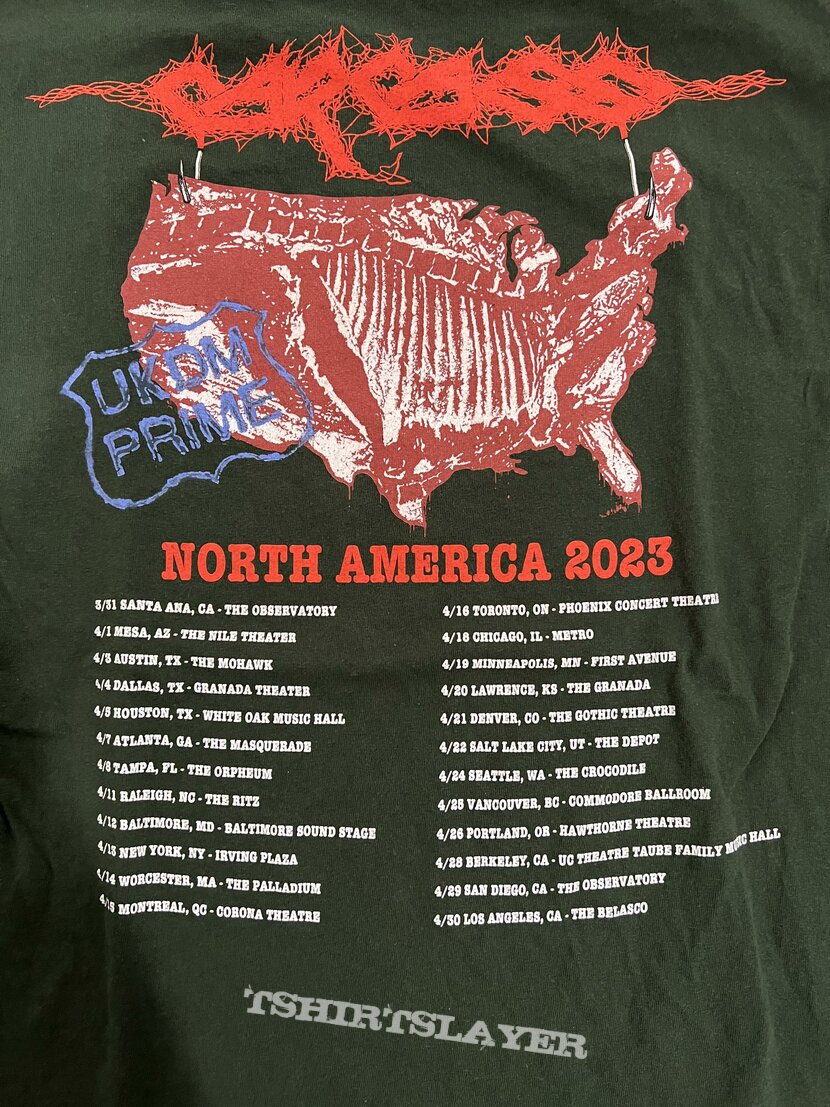 CARCASS
UKDM
PRIME
NORTH AMERICA 2023
3/31 SANTA ANA, CA - THE OBSERVATORY
4/1 MESA, AZ - THE NILE THEATER
4/3 AUSTIN, TX - THE MOHAWK
4/4 DALLAS, TX - GRANADA THEATER
4/5 HOUSTON, TX - WHITE OAK MUSIC HALL
4/7 ATLANTA, GA - THE MASQUERADE
4/8 TAMPA, FL - THE ORPHEUM
4/11 RALEIGH, NC - THE RITZ
4/12 BALTIMORE, MD - BALTIMORE SOUND STAGE
4/13 NEW YORK, NY - IRVING PLAZA
4/14 WORCESTER, MA - THE PALLADIUM
4/15 MONTREAL, QC - CORONA THEATRE
4/16 TORONTO, ON - PHOENIX CONCERT THEATRE
4/18 CHICAGO, IL - METRO
4/19 MINNEAPOLIS, MN - FIRST AVENUE
4/20 LAWRENCE, KS - THE GRANADA
4/21 DENVER, CO - THE GOTHIC THEATRE
4/22 SALT LAKE CITY, UT - THE DEPOT
4/24 SEATTLE, WA - THE CROCODILE
4/25 VANCOUVER, BC - COMMODORE BALLROOM
4/26 PORTLAND, OR - HAWTHORNE THEATRE
4/28 BERKELEY, CA - UC THEATRE TAUBE FAMILY MUSIC HALL
4/29 SAN DIEGO, CA - THE OBSERVATORY
4/30 LOS ANGELES, CA - THE BELASCO
TSHIRTSLAYER